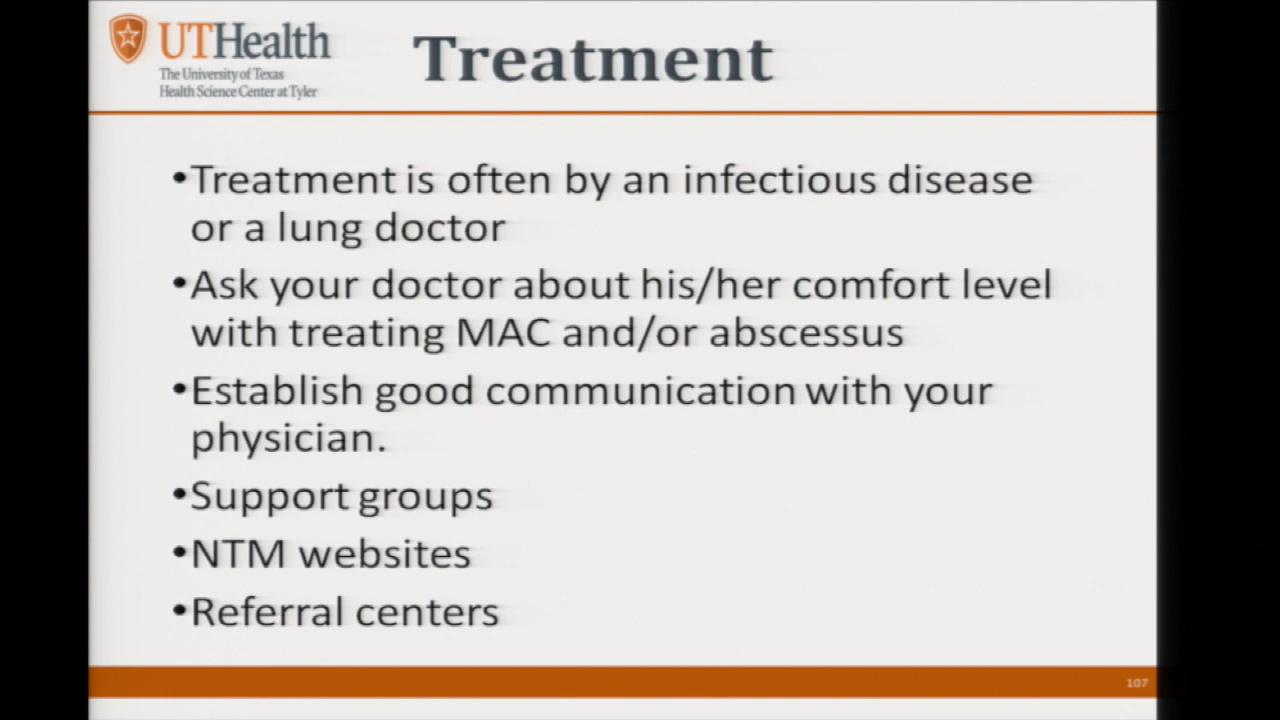 UTHealth
The University of Texas
Health Science Center at Tyler
Treatment
•Treatment is often by an infectious disease
or a lung doctor
•Ask your doctor about his/her comfort level
with treating MAC and/or abscessus
•Establish good communication with your
physician.
•Support groups
•NTM websites
•Referral centers
107